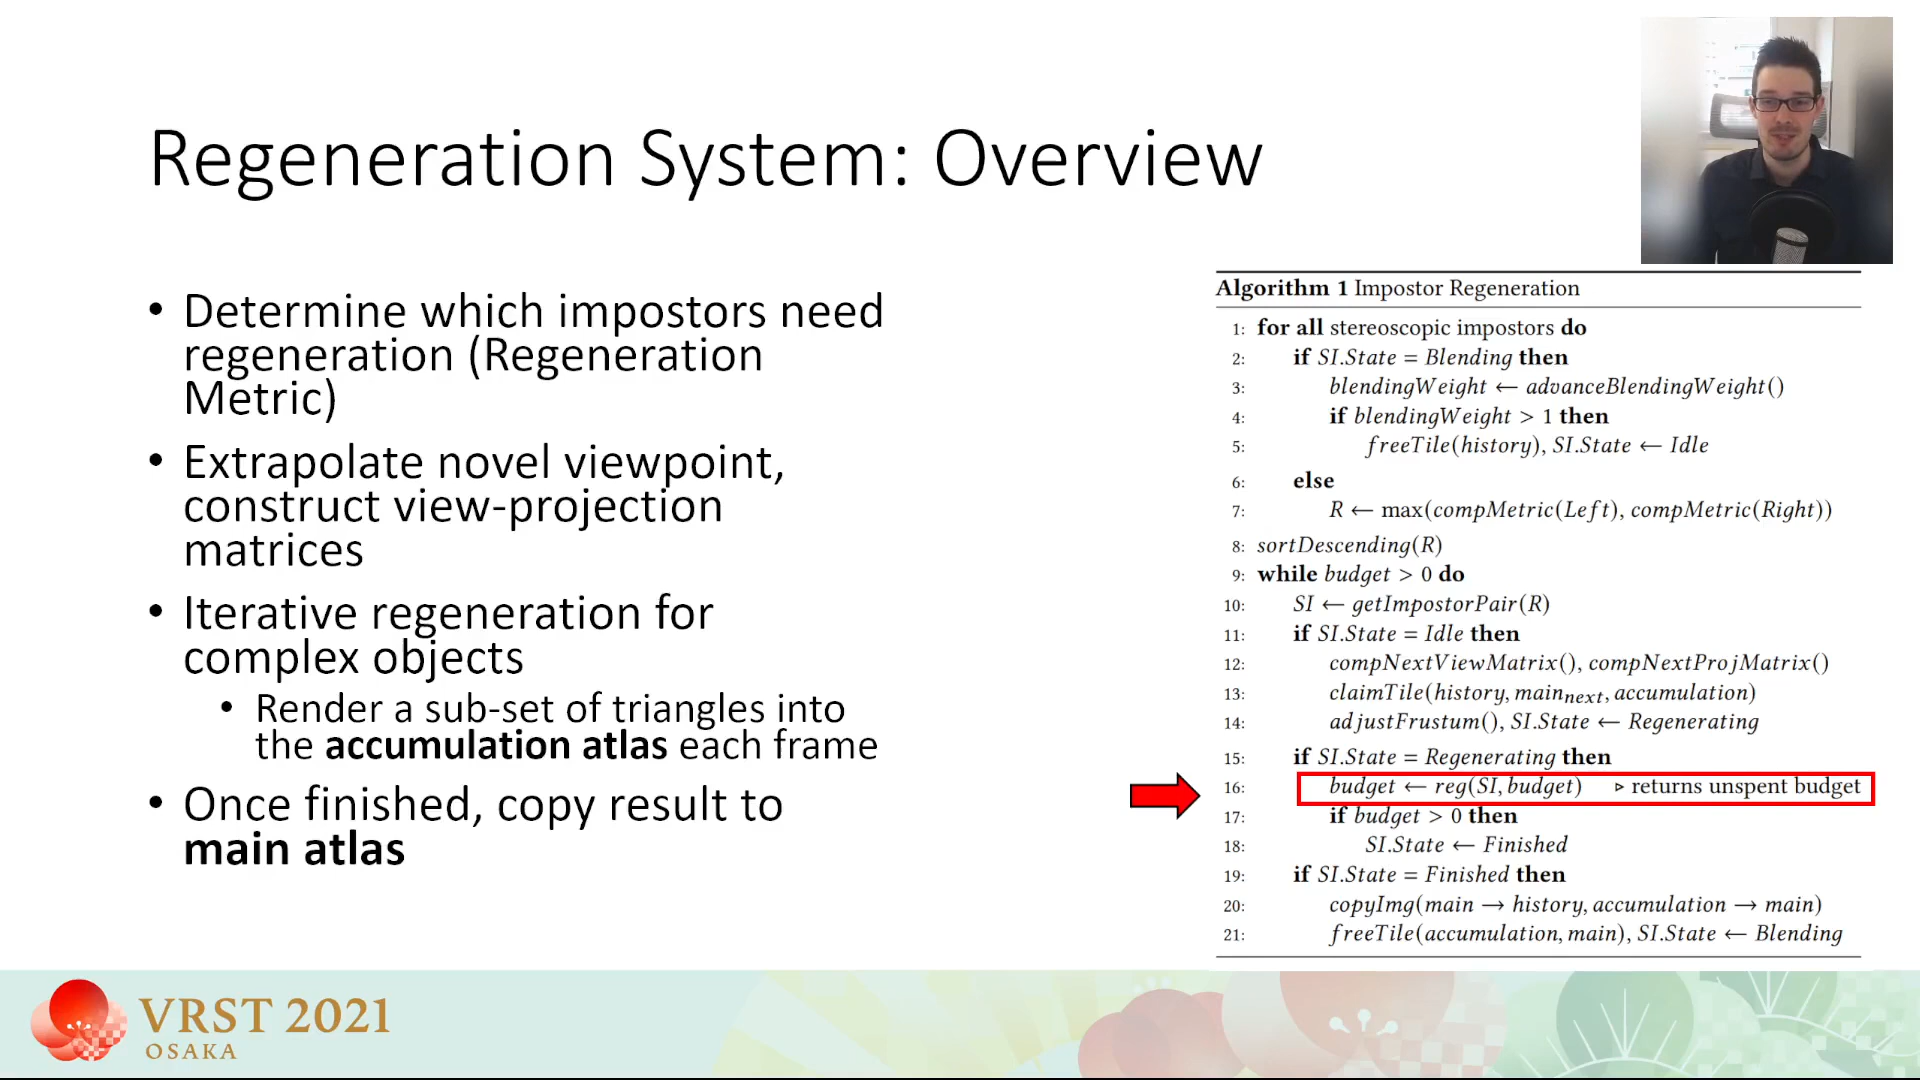 Regeneration System: Overview
• Determine which impostors need
regeneration (Regeneration
Metric)
• Extrapolate novel viewpoint,
construct view-projection
matrices
• Iterative regeneration for
complex objects
• Render a sub-set of triangles into
the accumulation atlas each frame
• Once finished, copy result to
main atlas
Algorithm 1 Impostor Regeneration
1: for all stereoscopic impostors do
2: if SI.State = Blending then
3: blendingWeight ← advanceBlendingWeight()
4: if blendingWeight > 1 then
5: freeTile(history), SI.State ← Idle
6: else
7: R ← max(compMetric(Left), compMetric(Right))
8: sortDescending(R)
9: while budget > 0 do
10: SI ← getImpostorPair(R)
11: if SI.State = Idle then
12: compNextViewMatrix(), compNextProjMatrix()
13: claimTile(history, main_next, accumulation)
14: adjustFrustum(), SI.State ← Regenerating
15: if SI.State = Regenerating then
16: budget ← reg(SI, budget) ▹ returns unspent budget
17: if budget > 0 then
18: SI.State ← Finished
19: if SI.State = Finished then
20: copyImg(main → history, accumulation → main)
21: freeTile(accumulation, main), SI.State ← Blending
VRST 2021
OSAKA